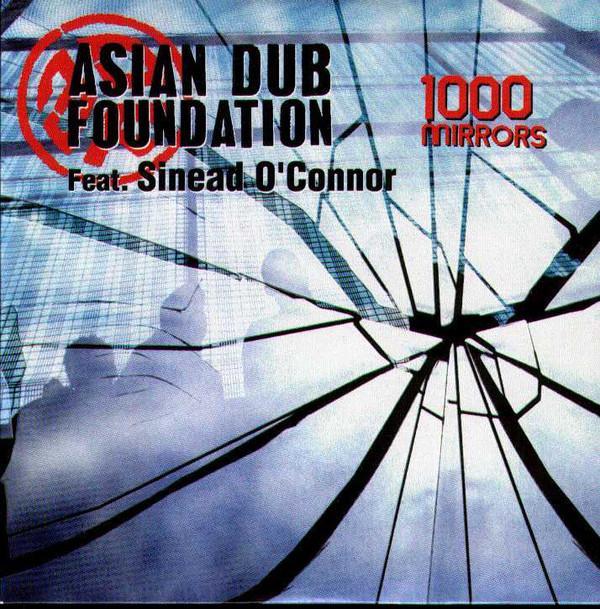 ASIAN DUB
FOUNDATION
Feat. Sinead O'Connor
1000
MIRRORS